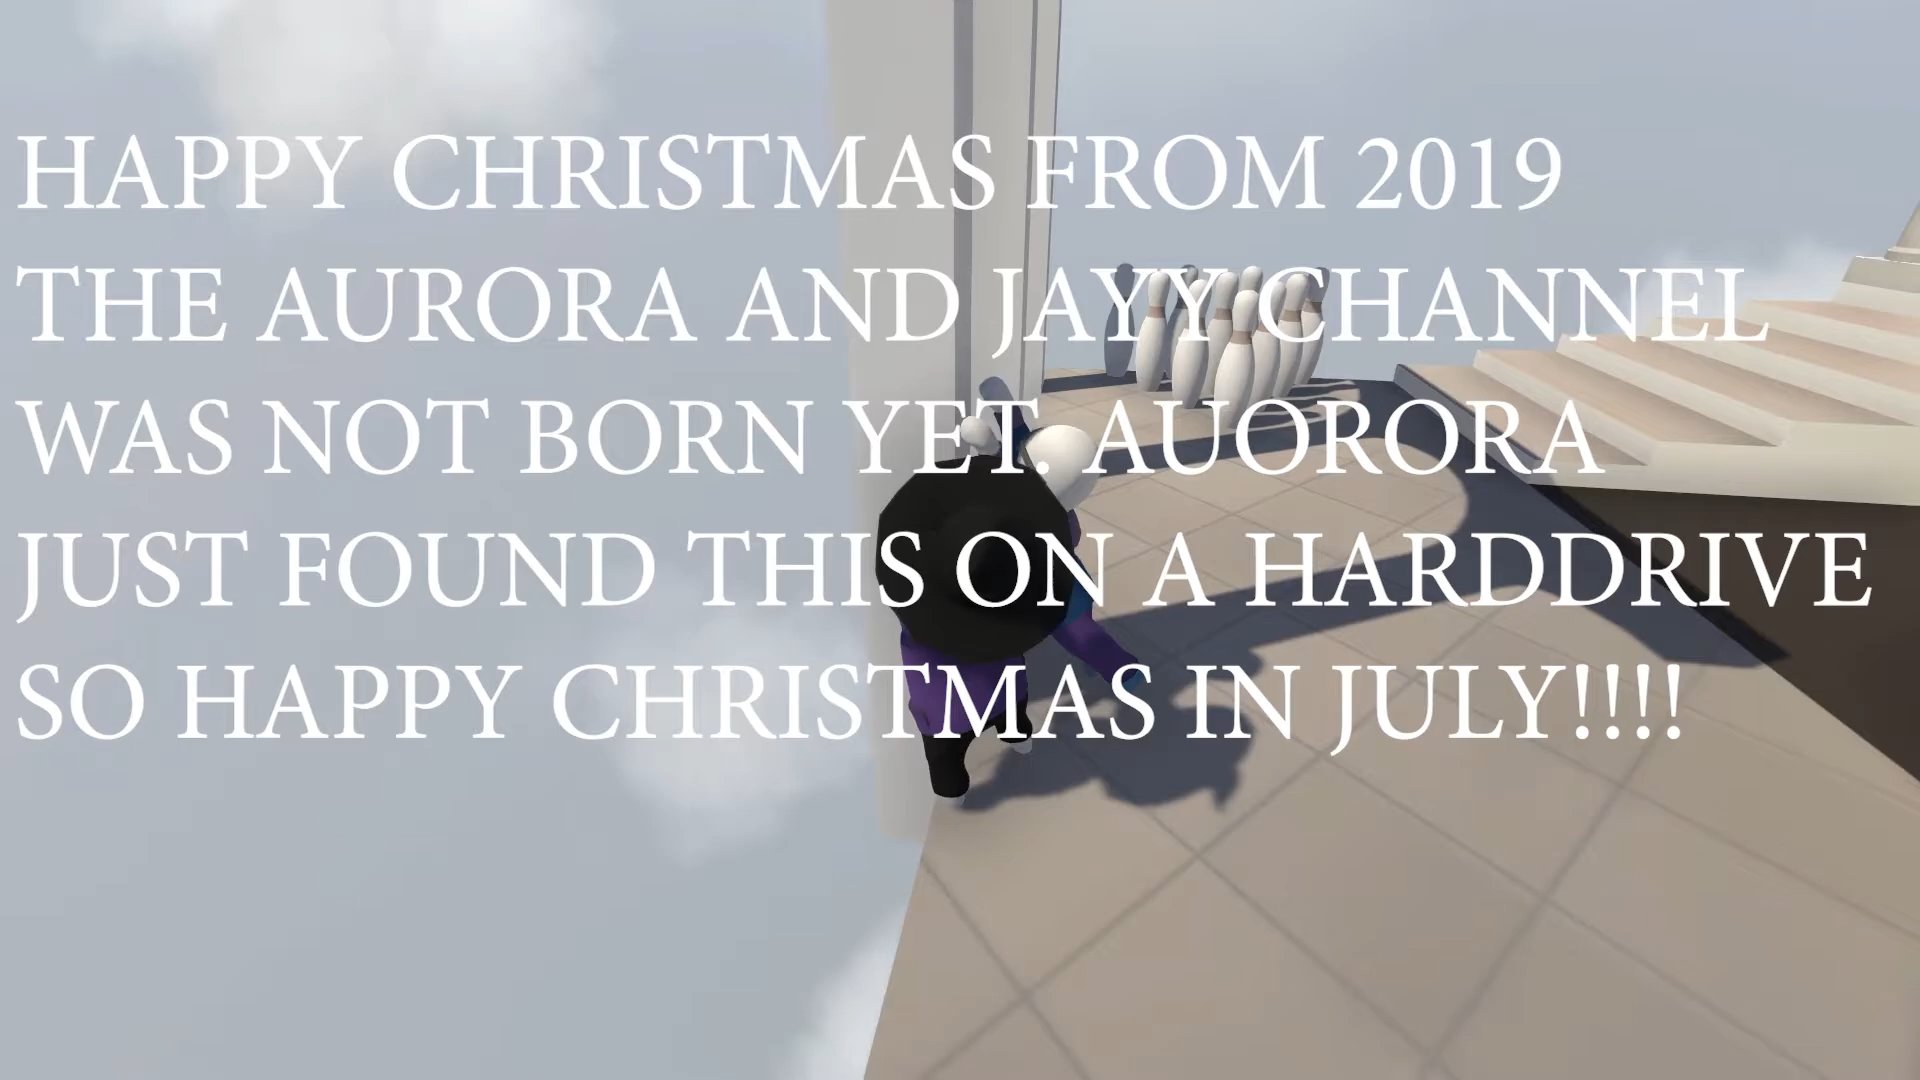 HAPPY CHRISTMAS FROM 2019
THE AURORA AND JAYY CHANNEL
WAS NOT BORN YET. AUORORA
JUST FOUND THIS ON A HARDDRIVE
SO HAPPY CHRISTMAS IN JULY!!!!